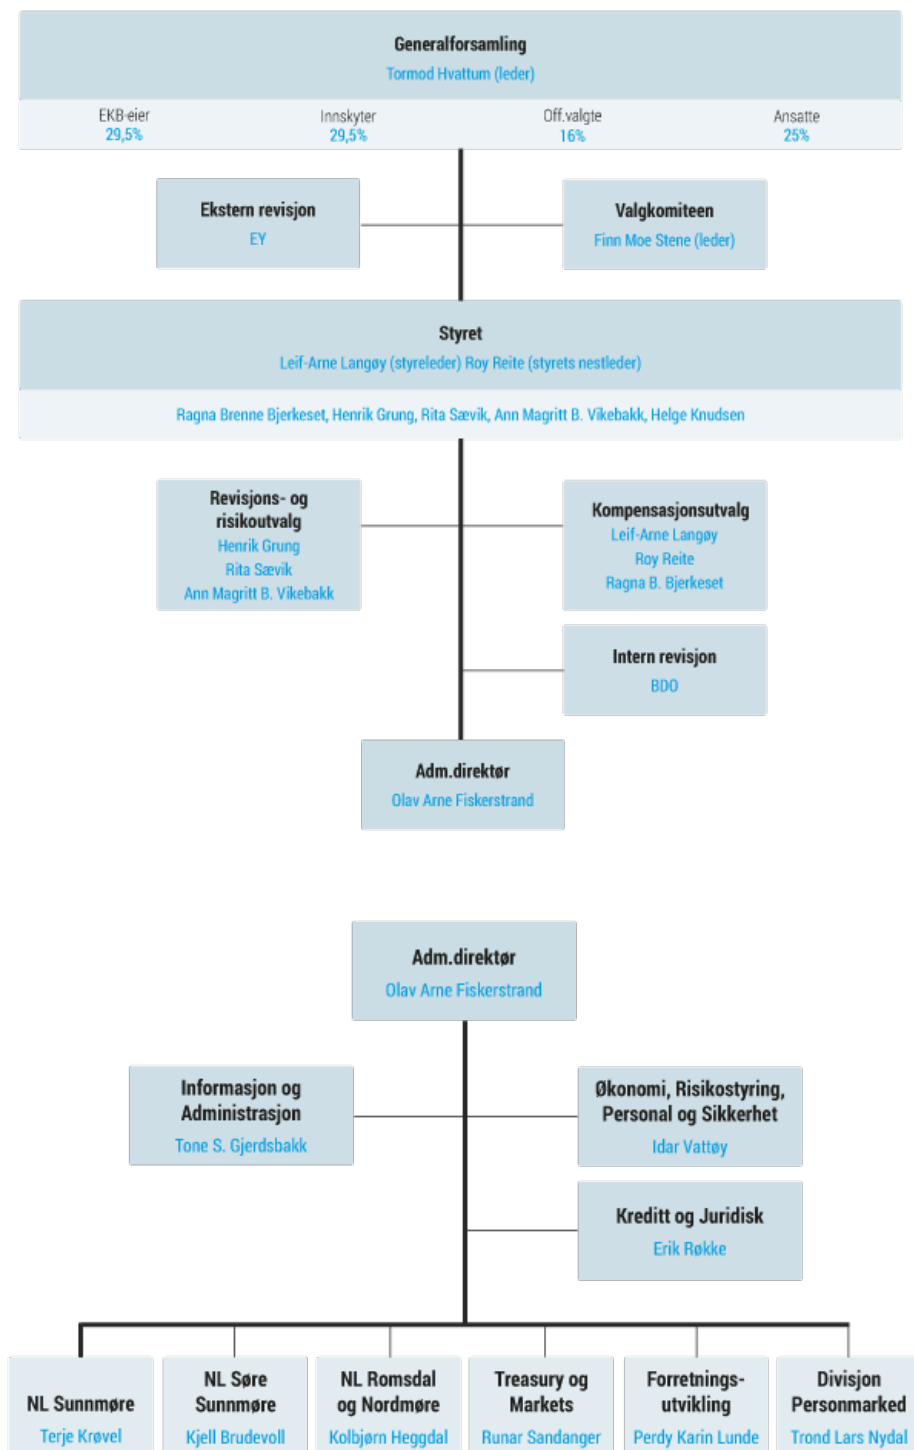 Generalforsamling
Tormod Hvattum (leder)
EKB-eier
29,5%
Innskyter
29,5%
Off.valgte
16%
Ansatte
25%
Ekstern revisjon
EY
Valgkomiteen
Finn Moe Stene (leder)
Styret
Leif-Arne Langøy (styreleder) Roy Reite (styrets nestleder)
Ragna Brenne Bjerkeset, Henrik Grung, Rita Sævik, Ann Magritt B. Vikebakk, Helge Knudsen
Revisjons- og
risikoutvalg
Henrik Grung
Rita Sævik
Ann Magritt B. Vikebakk
Kompensasjonsutvalg
Leif-Arne Langøy
Roy Reite
Ragna B. Bjerkeset
Intern revisjon
BDO
Adm.direktør
Olav Arne Fiskerstrand
Adm.direktør
Olav Arne Fiskerstrand
Informasjon og
Administrasjon
Tone S. Gjerdsbakk
Økonomi, Risikostyring,
Personal og Sikkerhet
Idar Vattøy
Kreditt og Juridisk
Erik Røkke
NL Sunnmøre
Terje Krøvel
NL Søre
Sunnmøre
Kjell Brudevoll
NL Romsdal
og Nordmøre
Kolbjørn Heggdal
Treasury og
Markets
Runar Sandanger
Forretnings-
utvikling
Perdy Karin Lunde
Divisjon
Personmarked
Trond Lars Nydal